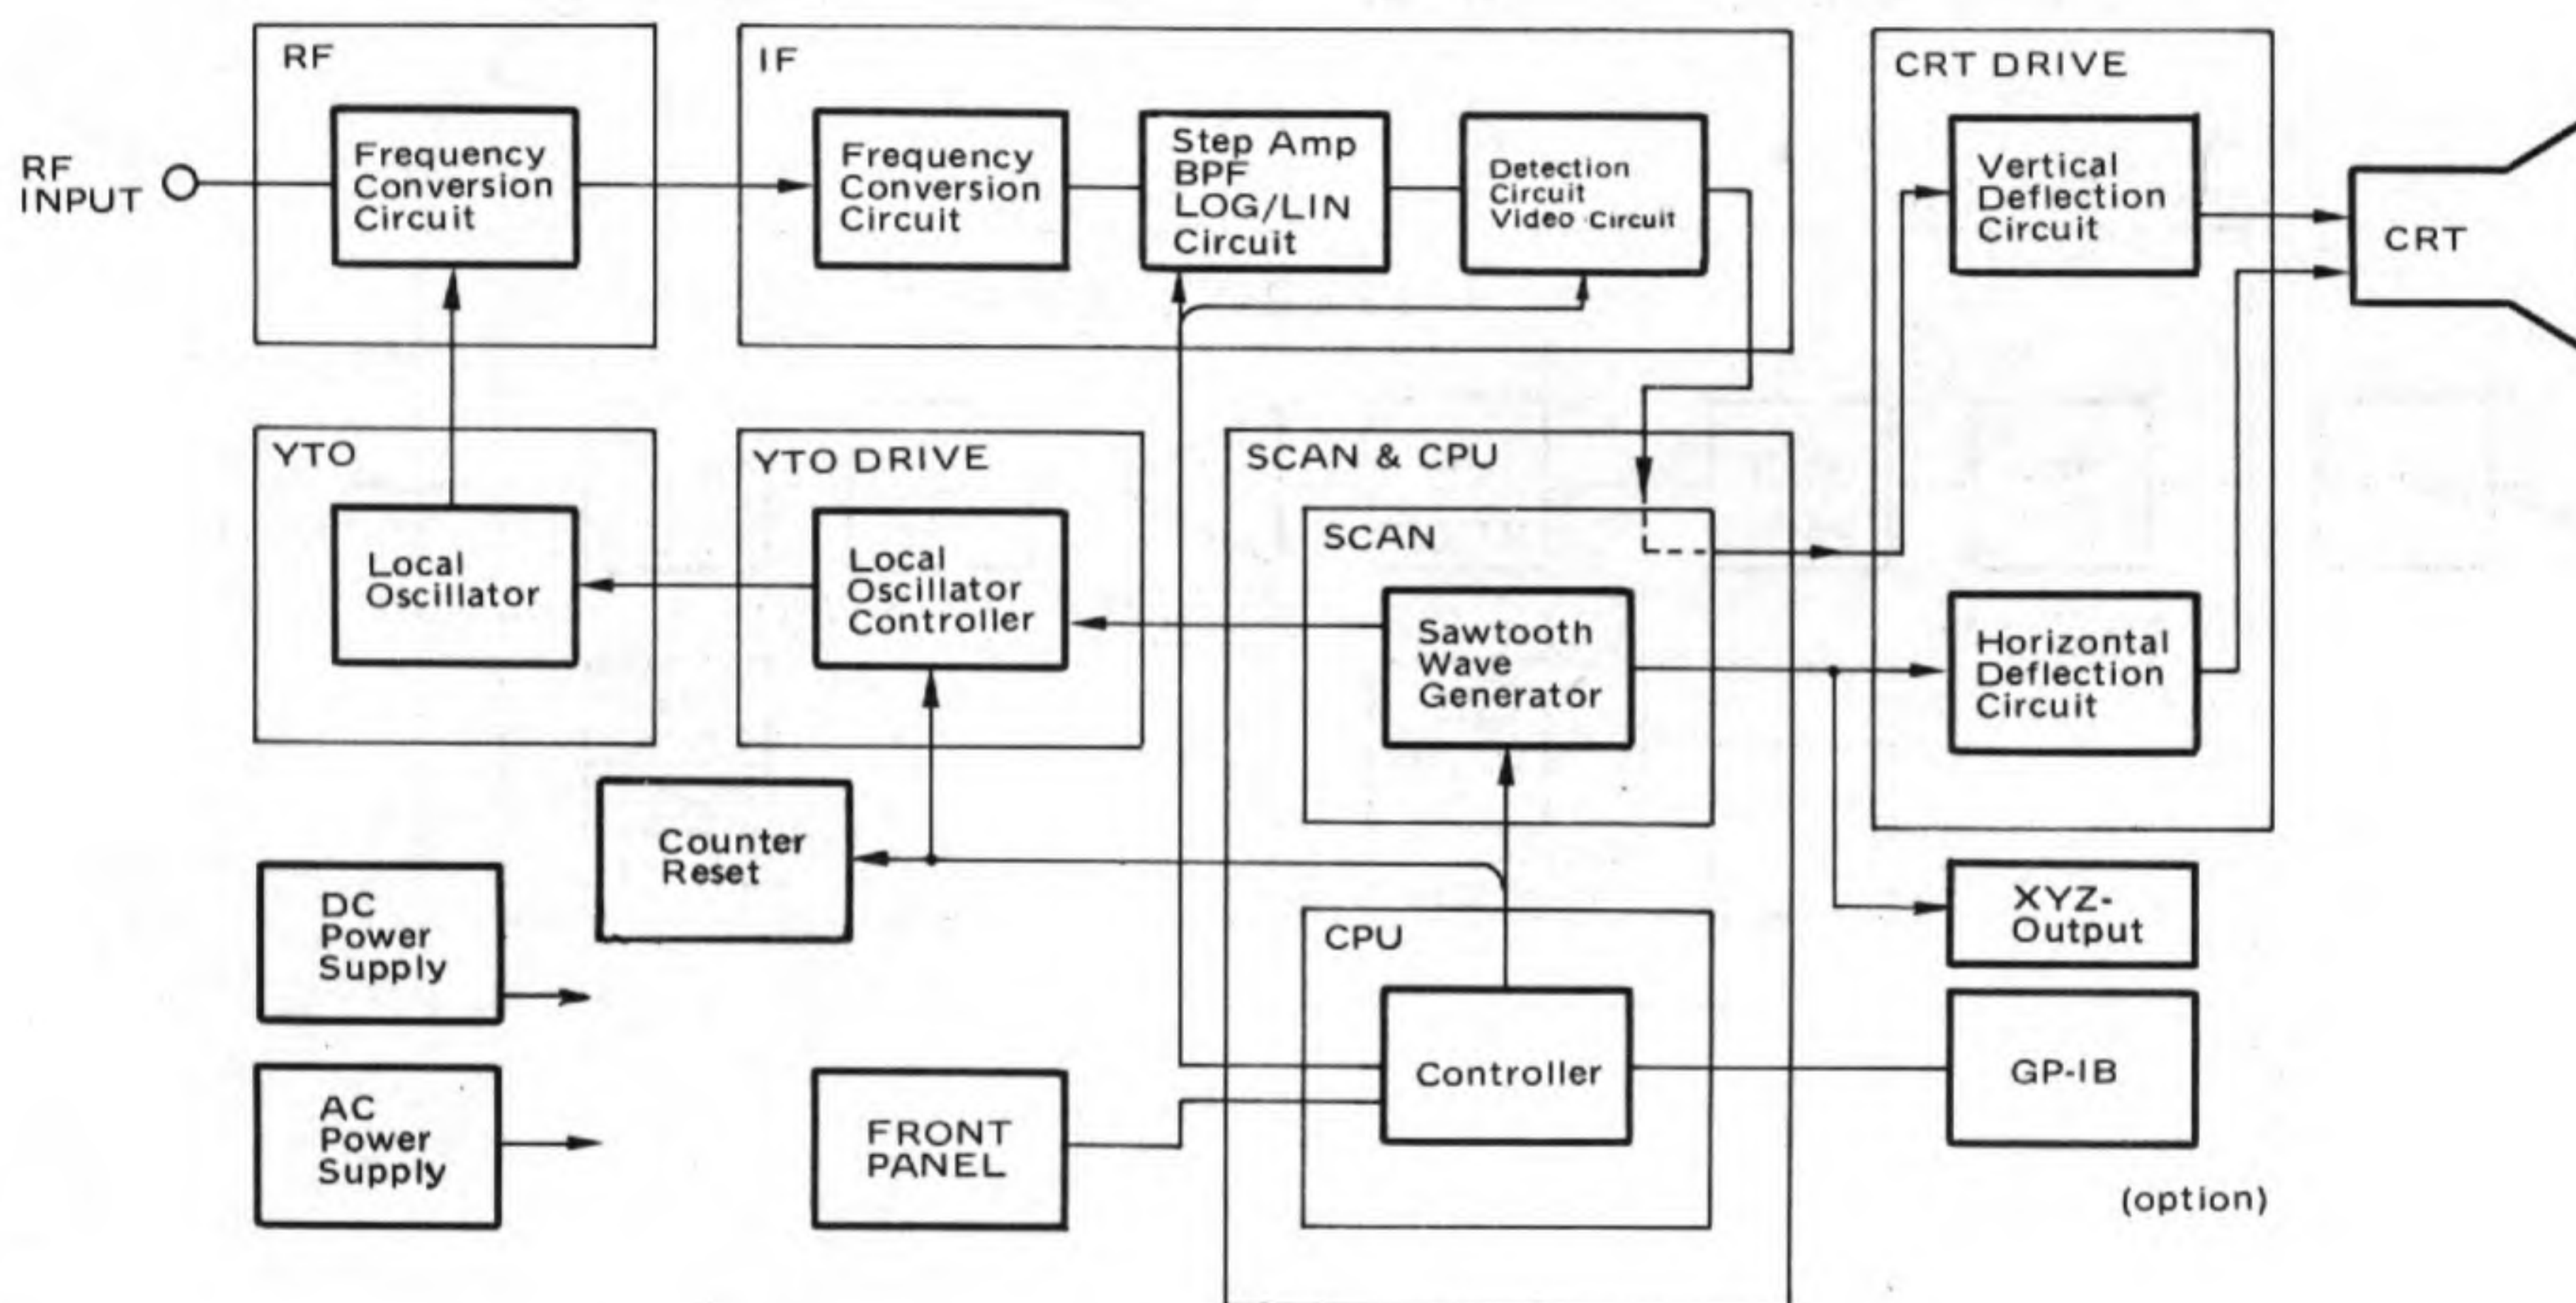 RF
IF
CRT DRIVE
RF
INPUT
Frequency
Conversion
Circuit
Frequency
Conversion
Circuit
Step Amp
BPF
LOG/LIN
Circuit
Detection
Circuit
Video Circuit
Vertical
Deflection
Circuit
CRT
YTO
YTO DRIVE
SCAN & CPU
SCAN
Local
Oscillator
Local
Oscillator
Controller
Sawtooth
Wave
Generator
Horizontal
Deflection
Circuit
Counter
Reset
DC
Power
Supply
CPU
XYZ-
Output
Controller
GP-IB
AC
Power
Supply
FRONT
PANEL
(option)